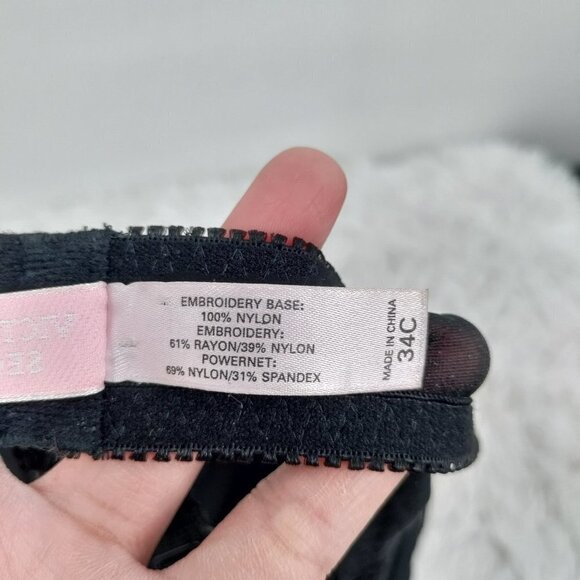 EMBROIDERY BASE:
100% NYLON
EMBROIDERY:
61% RAYON/39% NYLON
POWERNET:
69% NYLON/31% SPANDEX
MADE IN CHINA
34C